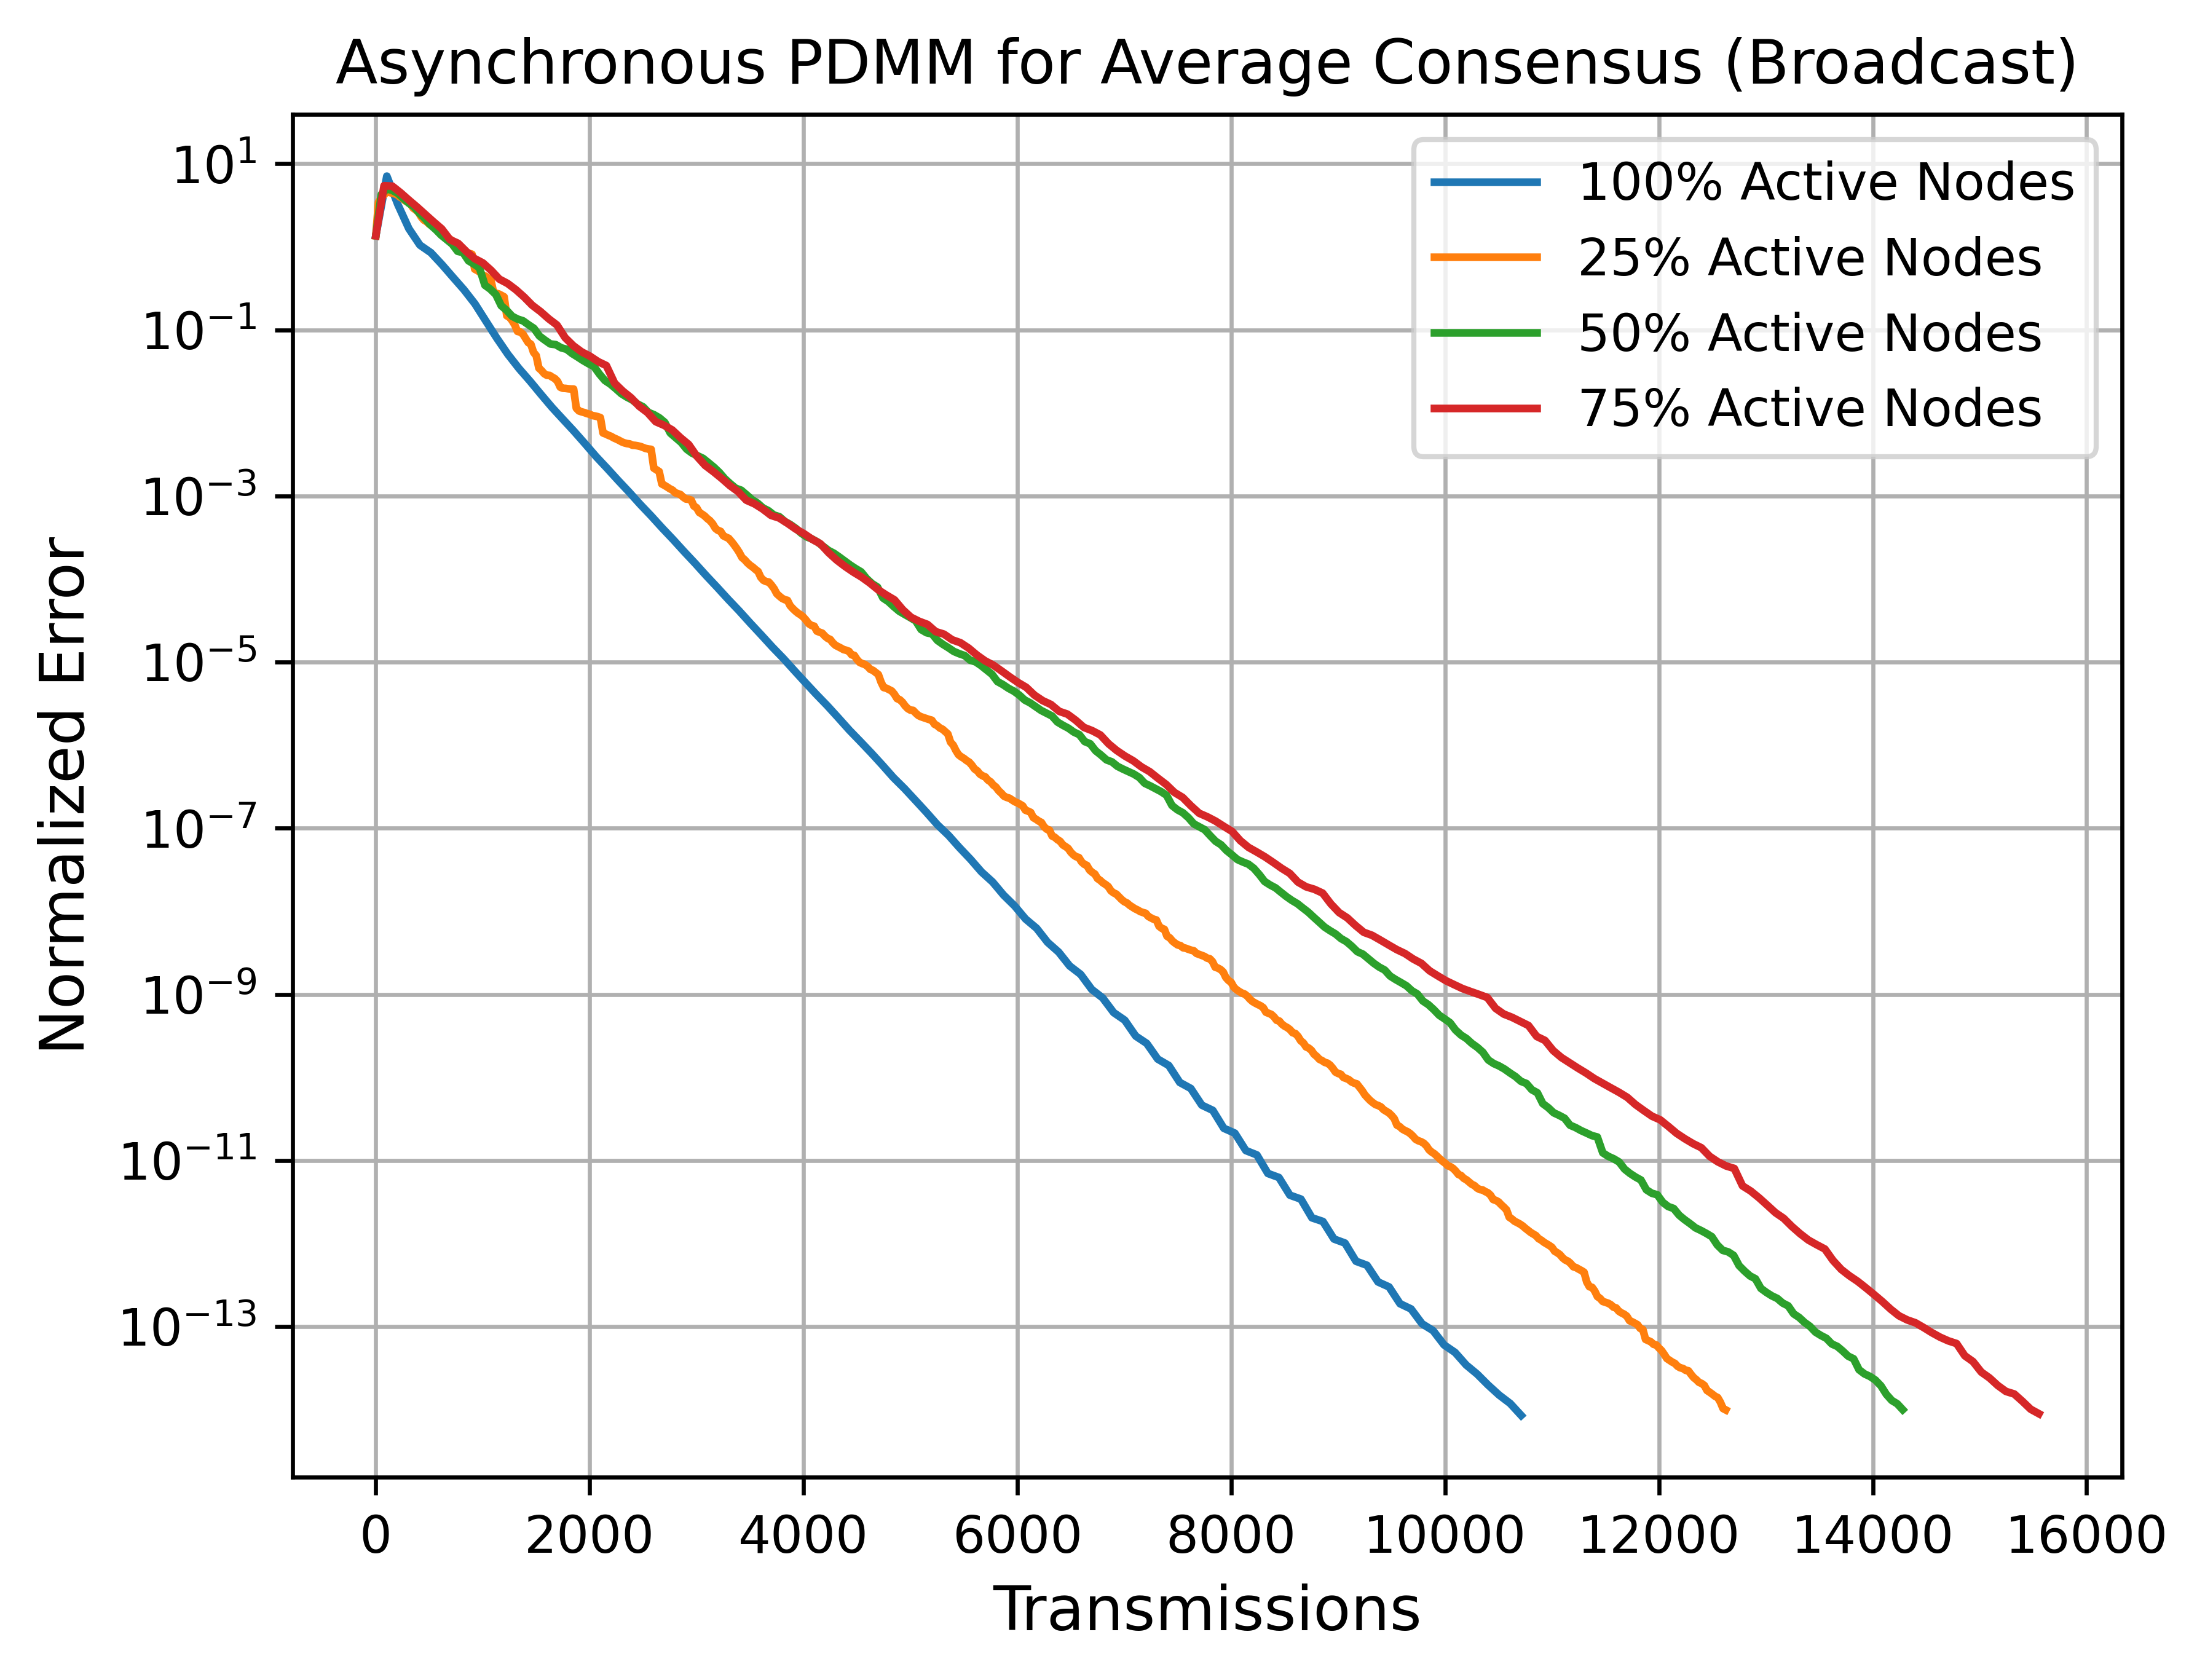 Asynchronous PDMM for Average Consensus (Broadcast)
100% Active Nodes
25% Active Nodes
50% Active Nodes
75% Active Nodes
Normalized Error
10¹
10⁻¹
10⁻³
10⁻⁵
10⁻⁷
10⁻⁹
10⁻¹¹
10⁻¹³
0 2000 4000 6000 8000 10000 12000 14000 16000
Transmissions